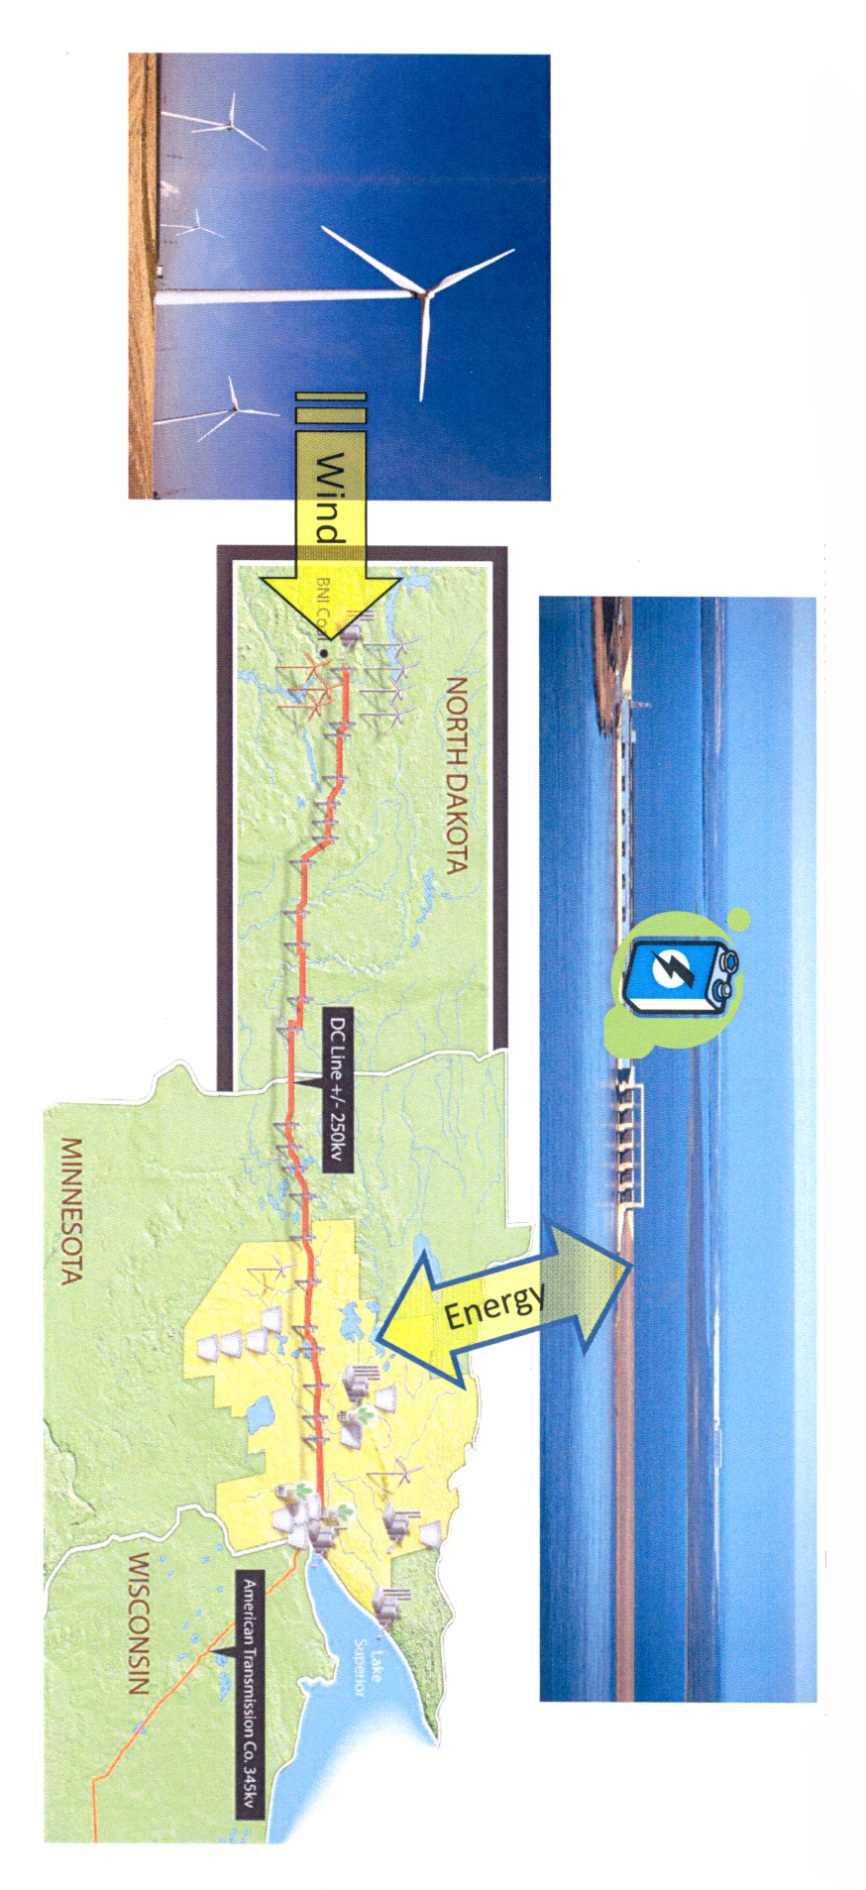 Wind
BNI Coal
NORTH DAKOTA
DC Line +/- 250kv
Energy
MINNESOTA
WISCONSIN
Lake
Superior
American Transmission Co. 345kv